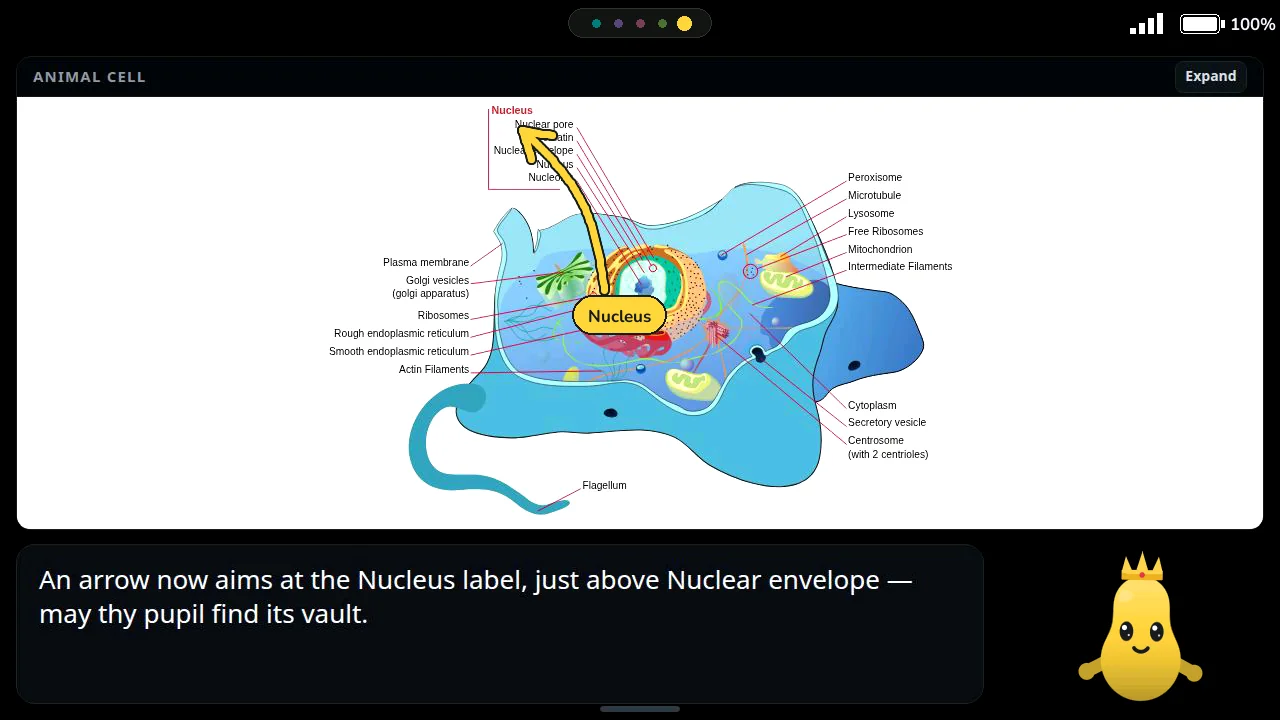 100%
ANIMAL CELL
Expand
Nucleus
Nuclear pore
Plasma membrane
Golgi vesicles
(golgi apparatus)
Ribosomes
Rough endoplasmic reticulum
Smooth endoplasmic reticulum
Actin Filaments
Nucleus
Peroxisome
Microtubule
Lysosome
Free Ribosomes
Mitochondrion
Intermediate Filaments
Cytoplasm
Secretory vesicle
Centrosome
(with 2 centrioles)
Flagellum
An arrow now aims at the Nucleus label, just above Nuclear envelope —
may thy pupil find its vault.